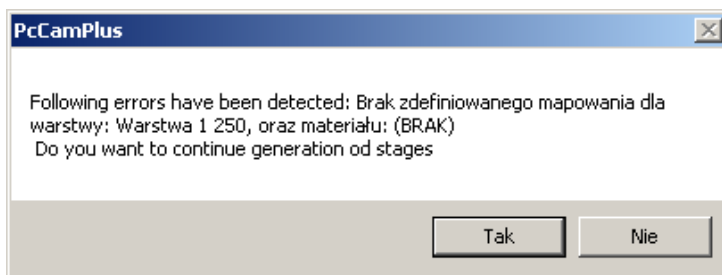 PcCamPlus
Following errors have been detected: Brak zdefiniowanego mapowania dla
warstwy: Warstwa 1 250, oraz materiału: (BRAK)
Do you want to continue generation od stages
Tak
Nie